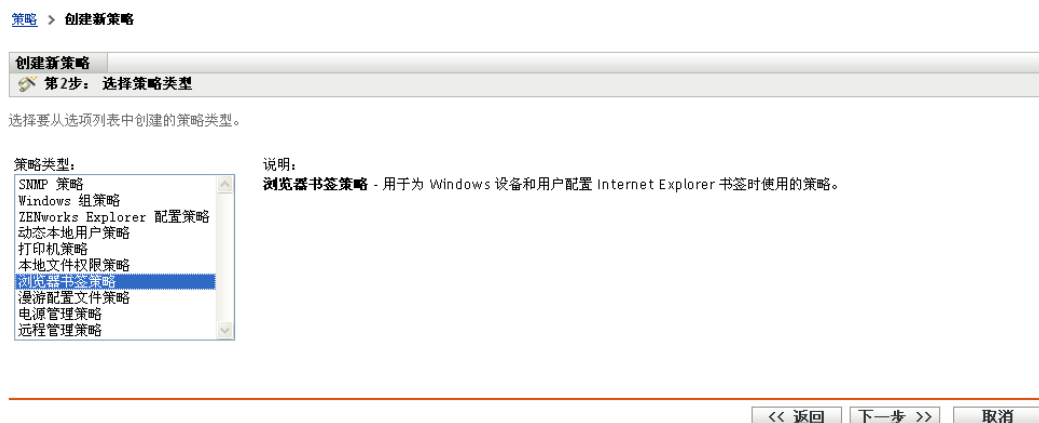 策略 > 创建新策略
创建新策略
第2步： 选择策略类型
选择要从选项列表中创建的策略类型。
策略类型：
SNMP 策略
Windows 组策略
ZENworks Explorer 配置策略
动态本地用户策略
打印机策略
本地文件权限策略
浏览器书签策略
漫游配置文件策略
电源管理策略
远程管理策略
说明：
浏览器书签策略 - 用于为 Windows 设备和用户配置 Internet Explorer 书签时使用的策略。
<< 返回 下一步 >> 取消